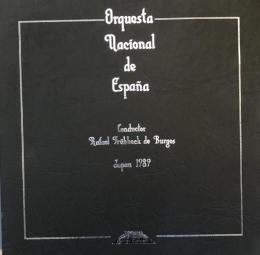 Orquesta
Nacional
de
España
Conductor
Rafael Frühbeck de Burgos
Japan 1989